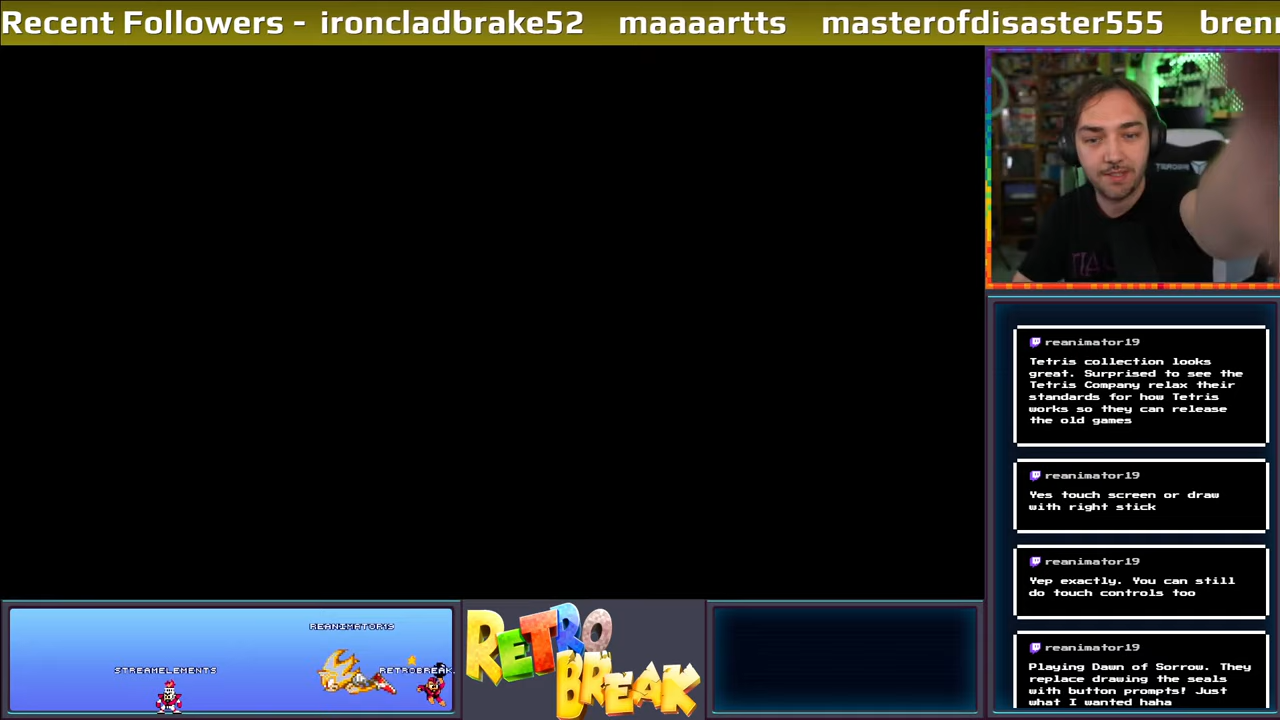 Recent Followers - ironcladbrake52 maaaartts masterofdisaster555 bren
reanimator19
Tetris collection looks
great. Surprised to see the
Tetris Company relax their
standards for how Tetris
works so they can release
the old games
reanimator19
Yes touch screen or draw
with right stick
reanimator19
Yep exactly. You can still
do touch controls too
reanimator19
Playing Dawn of Sorrow. They
replace drawing the seals
with button prompts! Just
what I wanted haha
REANIMATOR19
STREAMELEMENTS
RETROBREAK
RETRO
BREAK